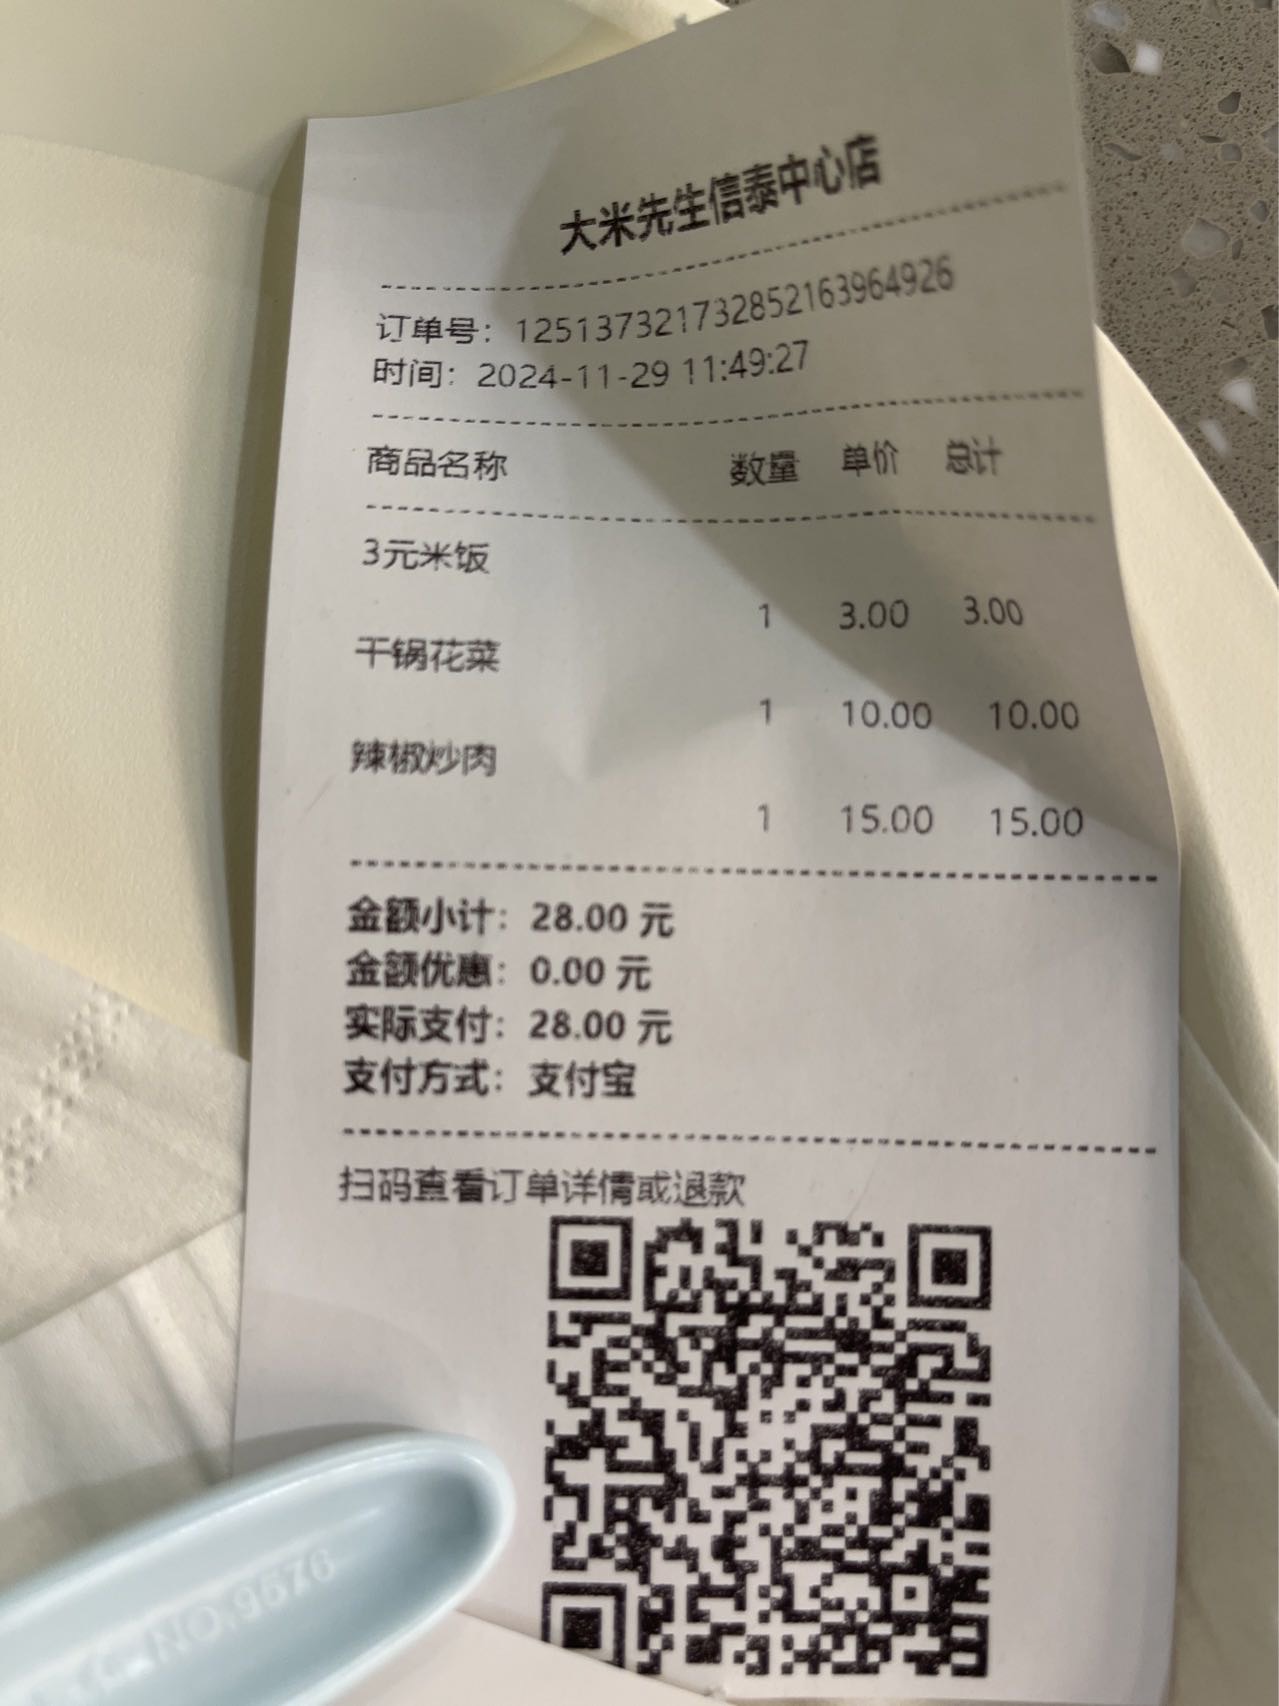 大米先生信泰中心店
订单号：12513732173285216396​4926
时间：2024-11-29 11:49:27
商品名称 数量 单价 总计
3元米饭
1 3.00 3.00
干锅花菜
1 10.00 10.00
辣椒炒肉
1 15.00 15.00
金额小计：28.00 元
金额优惠：0.00 元
实际支付：28.00 元
支付方式：支付宝
扫码查看订单详情或退款
NO.9576